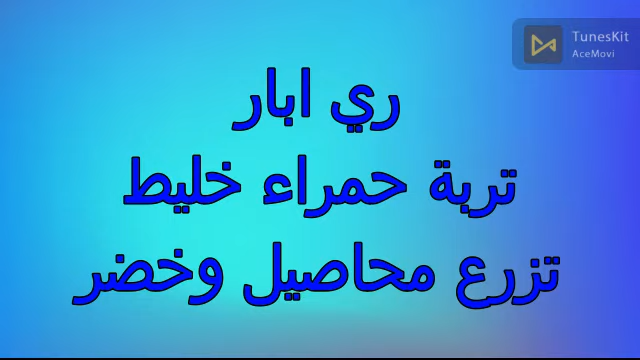 TunesKit
AceMovi
ري ابار
تربة حمراء خليط
تزرع محاصيل وخضر